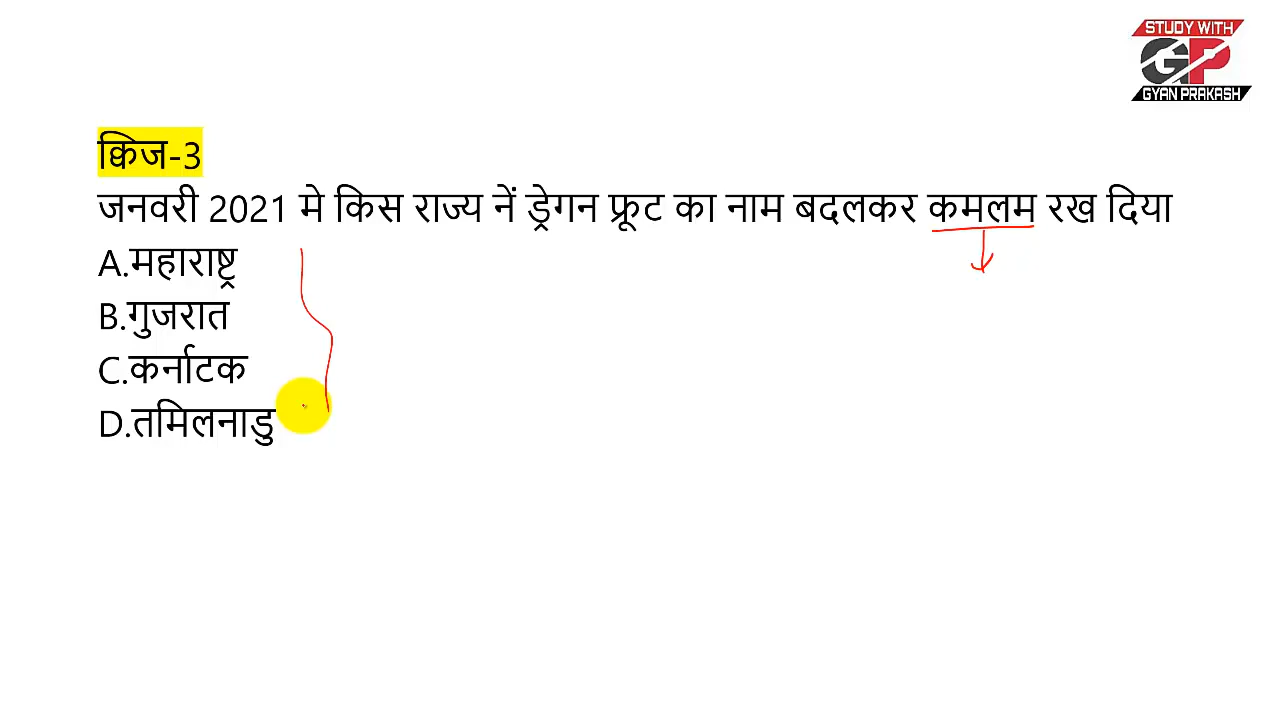 STUDY WITH
GP
GYAN PRAKASH
क्विज-3
जनवरी 2021 मे किस राज्य नें ड्रेगन फ्रूट का नाम बदलकर कमलम रख दिया
A.महाराष्ट्र
B.गुजरात
C.कर्नाटक
D.तमिलनाडु